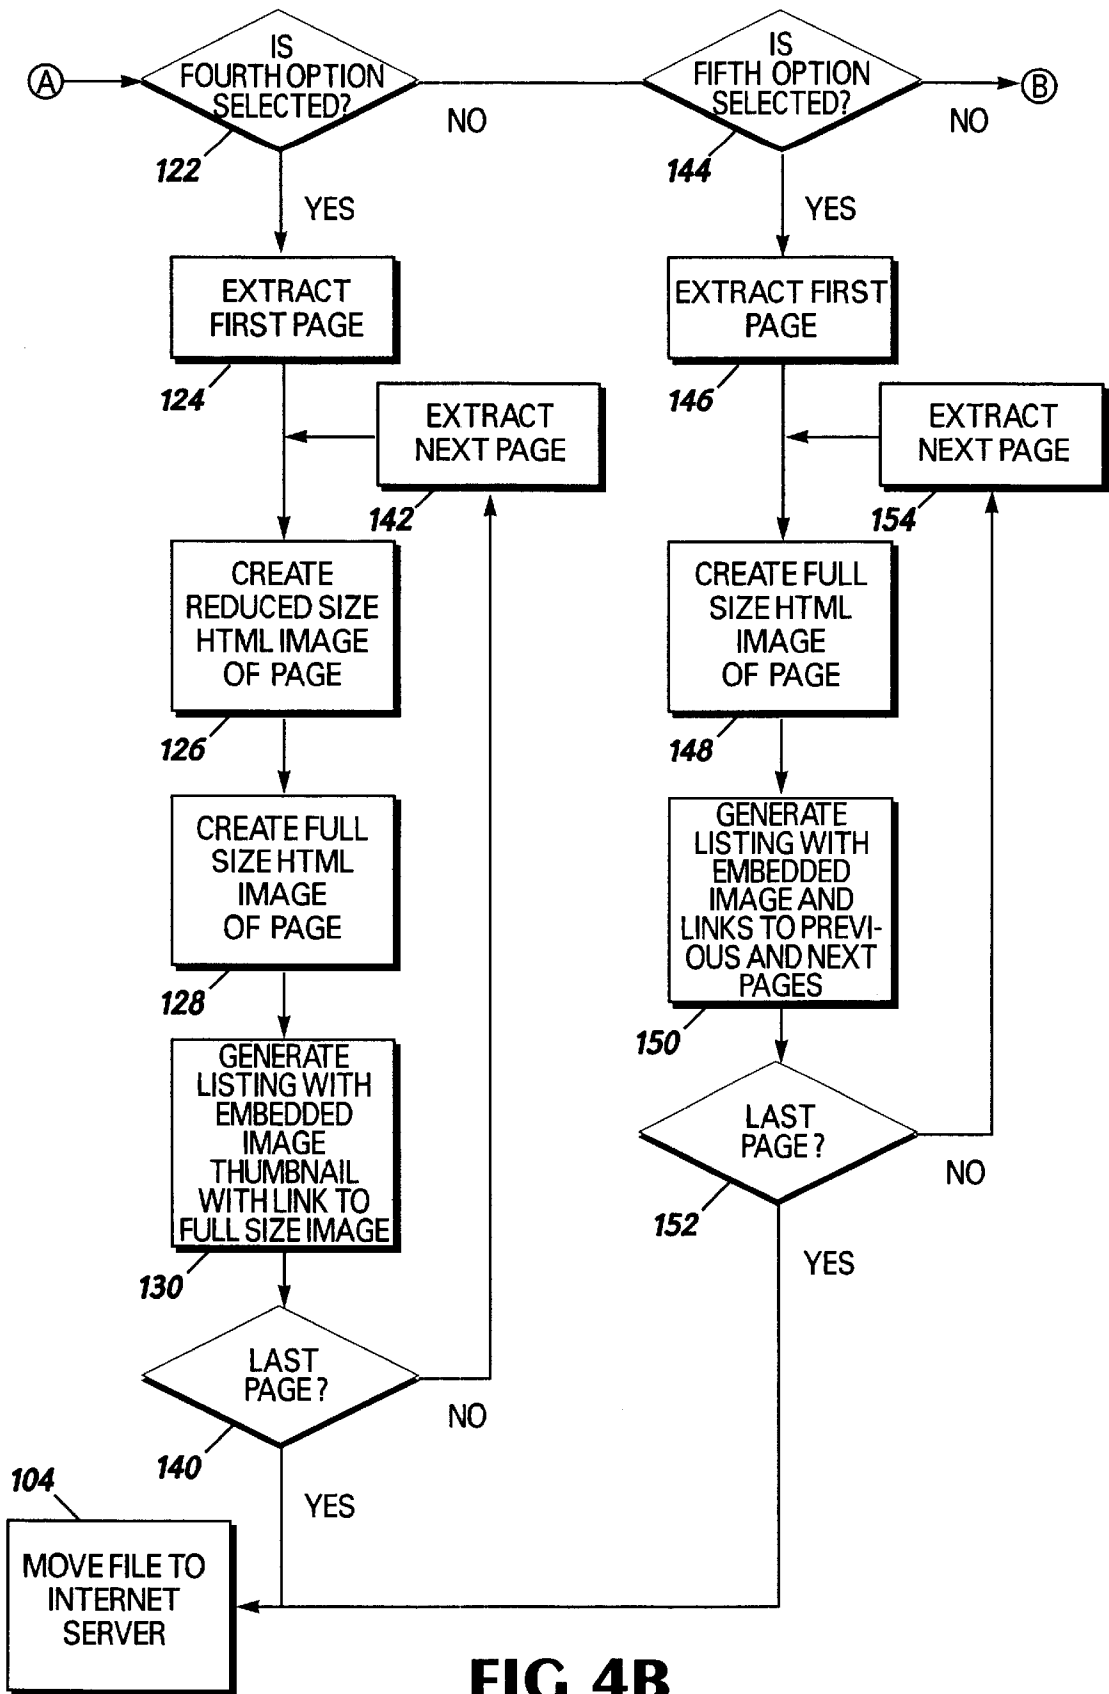 A
IS
FOURTH OPTION
SELECTED?
NO
122
YES
IS
FIFTH OPTION
SELECTED?
NO
B
144
YES
EXTRACT
FIRST PAGE
124
EXTRACT
NEXT PAGE
142
CREATE
REDUCED SIZE
HTML IMAGE
OF PAGE
126
CREATE FULL
SIZE HTML
IMAGE
OF PAGE
128
GENERATE
LISTING WITH
EMBEDDED
IMAGE
THUMBNAIL
WITH LINK TO
FULL SIZE IMAGE
130
LAST
PAGE?
NO
140
YES
EXTRACT FIRST
PAGE
146
EXTRACT
NEXT PAGE
154
CREATE FULL
SIZE HTML
IMAGE
OF PAGE
148
GENERATE
LISTING WITH
EMBEDDED
IMAGE AND
LINKS TO PREVI-
OUS AND NEXT
PAGES
150
LAST
PAGE?
NO
152
YES
104
MOVE FILE TO
INTERNET
SERVER
FIG 4B